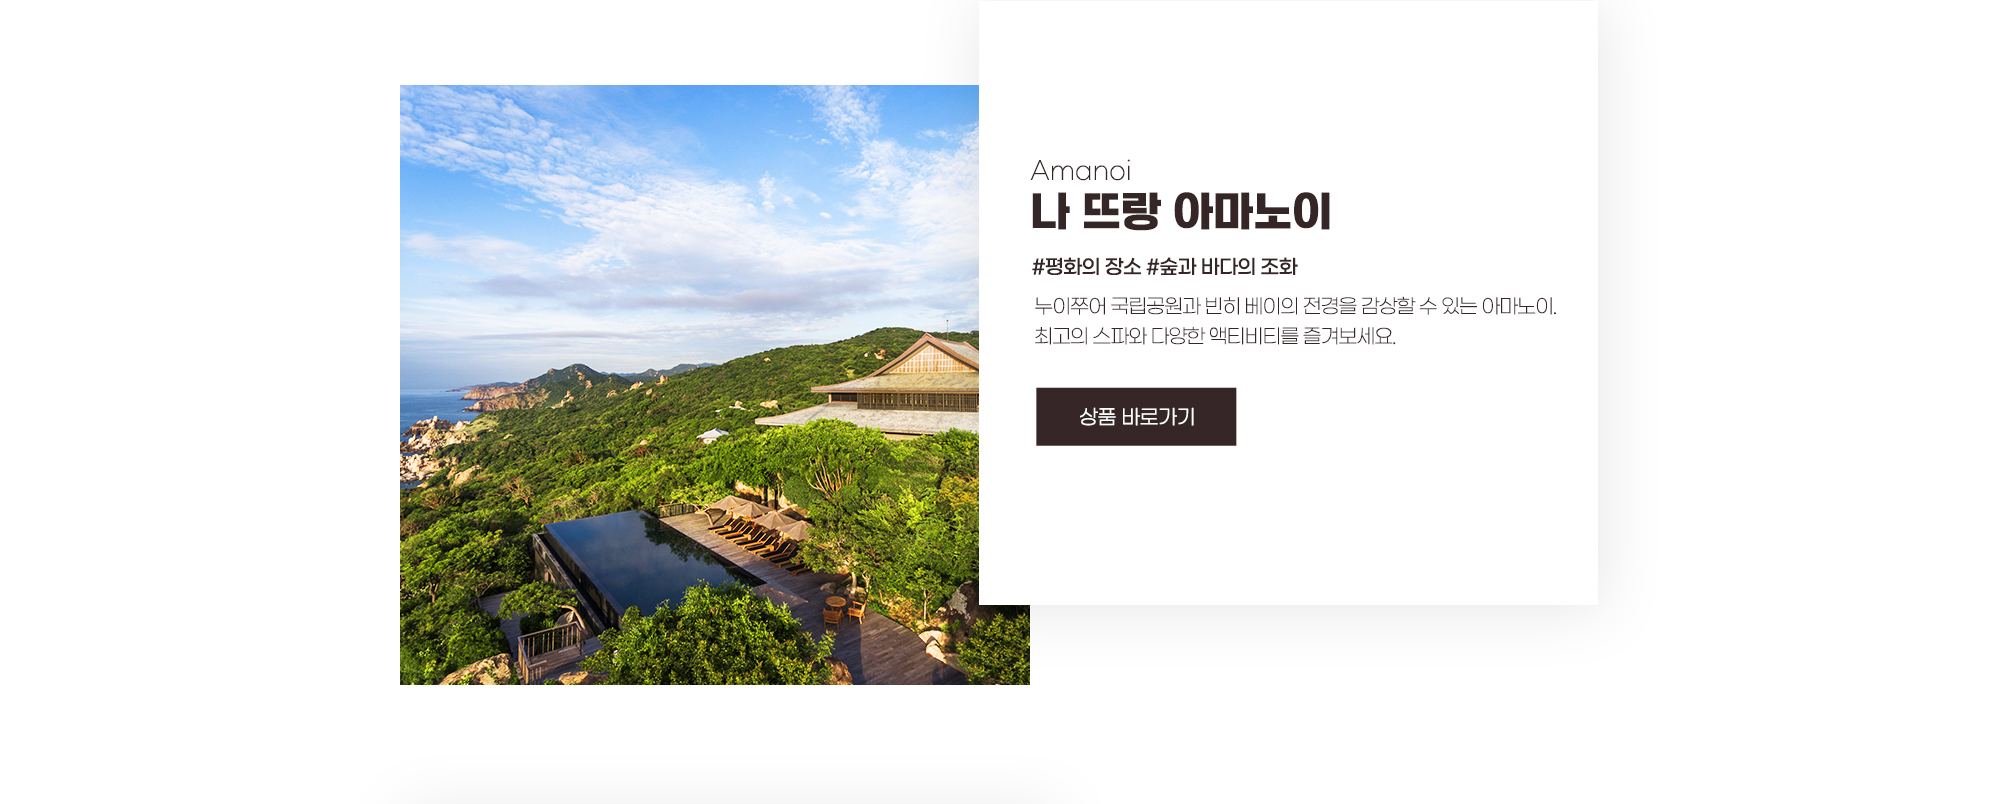 Amanoi
나 뜨랑 아마노이
#평화의 장소 #숲과 바다의 조화
누이쭈어 국립공원과 빈히 베이의 전경을 감상할 수 있는 아마노이.
최고의 스파와 다양한 액티비티를 즐겨보세요.
상품 바로가기